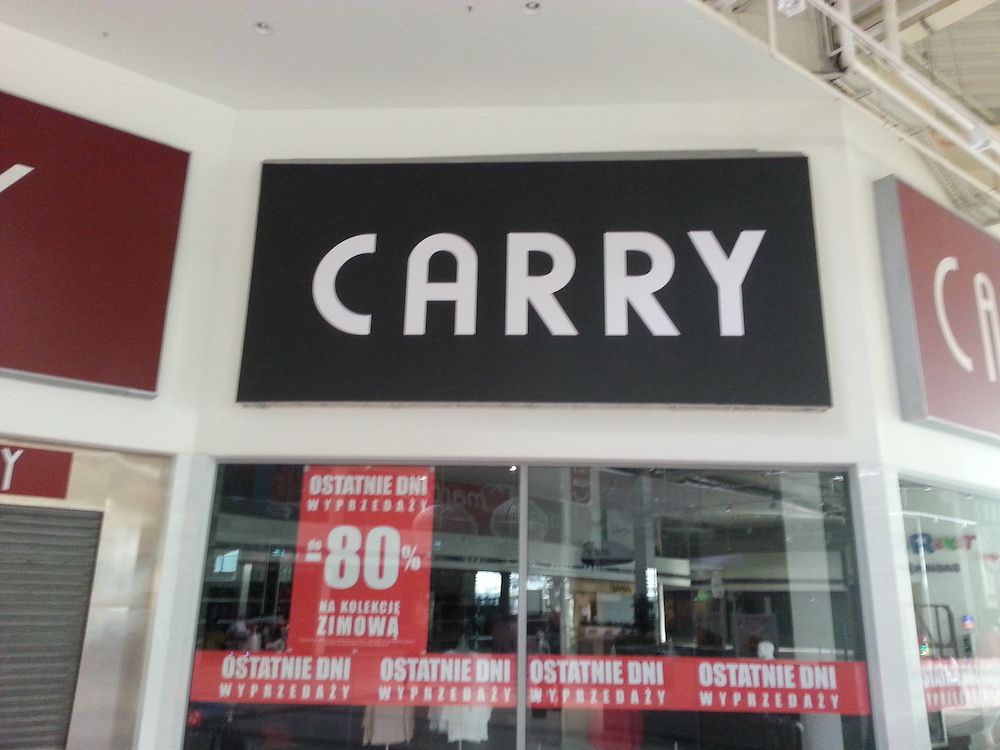 CARRY
CA
Y
OSTATNIE DNI
WYPRZEDAŻY
do
-80%
NA KOLEKCJĘ
ZIMOWĄ
OSTATNIE DNI OSTATNIE DNI OSTATNIE DNI OSTATNIE DNI
WYPRZEDAŻY WYPRZEDAŻY WYPRZEDAŻY WYPRZEDAŻY